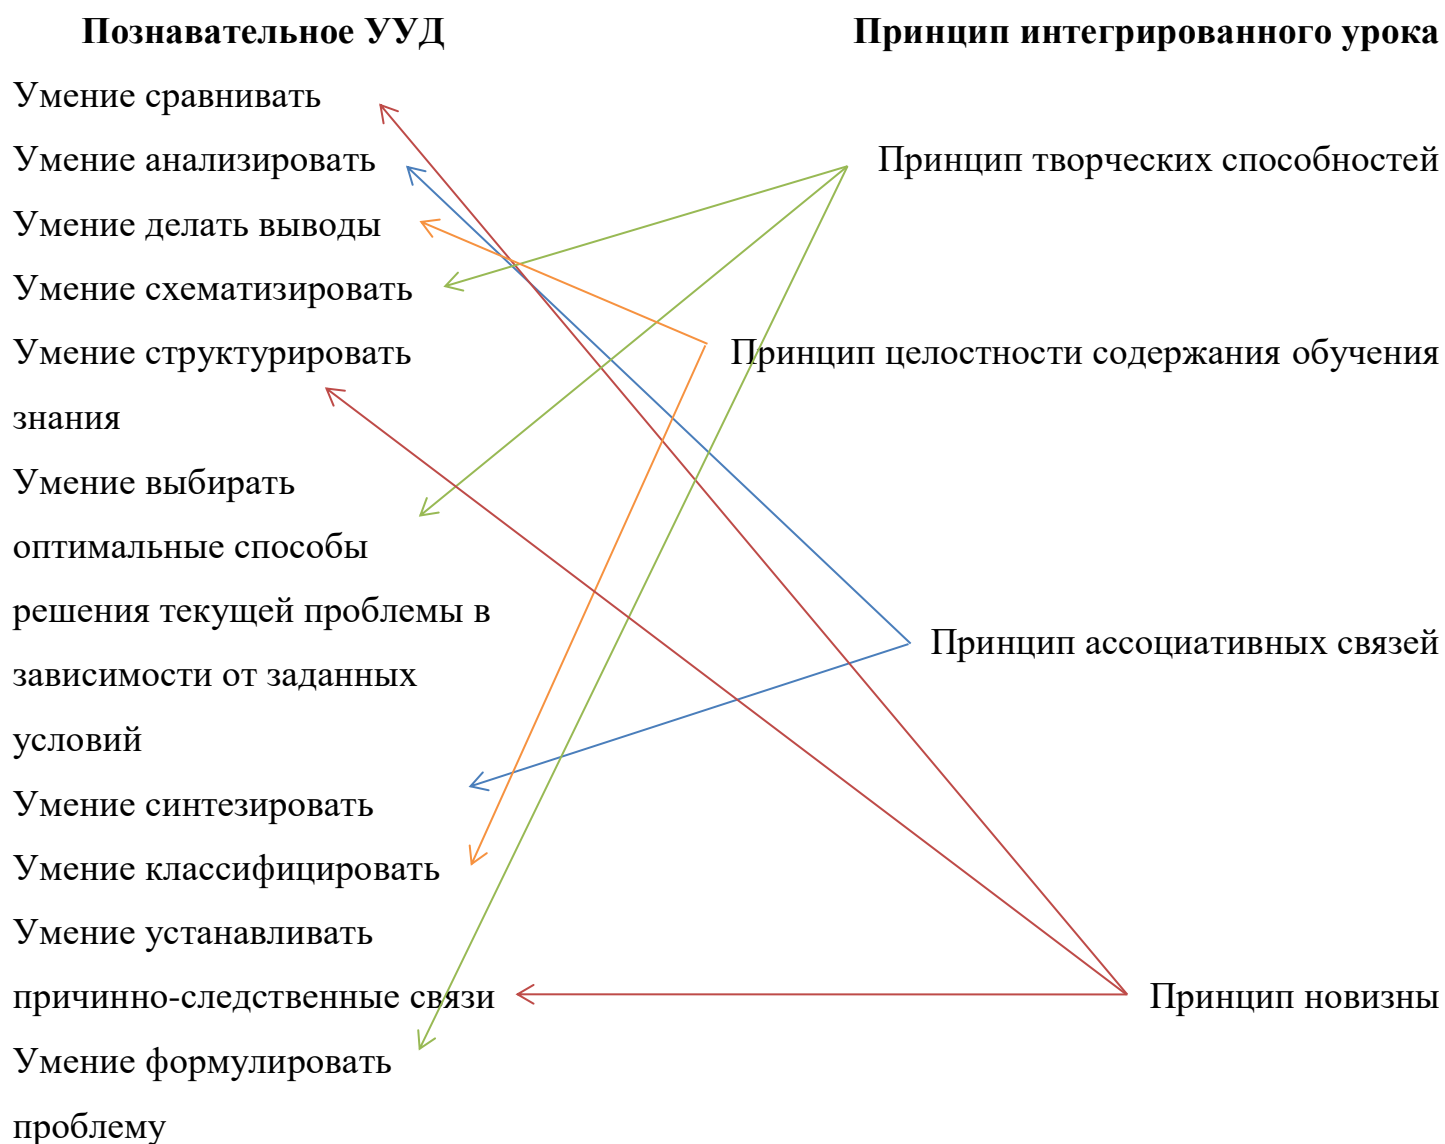 Познавательное УУД
Принцип интегрированного урока
Умение сравнивать
Умение анализировать
Принцип творческих способностей
Умение делать выводы
Умение схематизировать
Умение структурировать
Принцип целостности содержания обучения
знания
Умение выбирать
оптимальные способы
решения текущей проблемы в
Принцип ассоциативных связей
зависимости от заданных
условий
Умение синтезировать
Умение классифицировать
Умение устанавливать
причинно-следственные связи
Принцип новизны
Умение формулировать
проблему